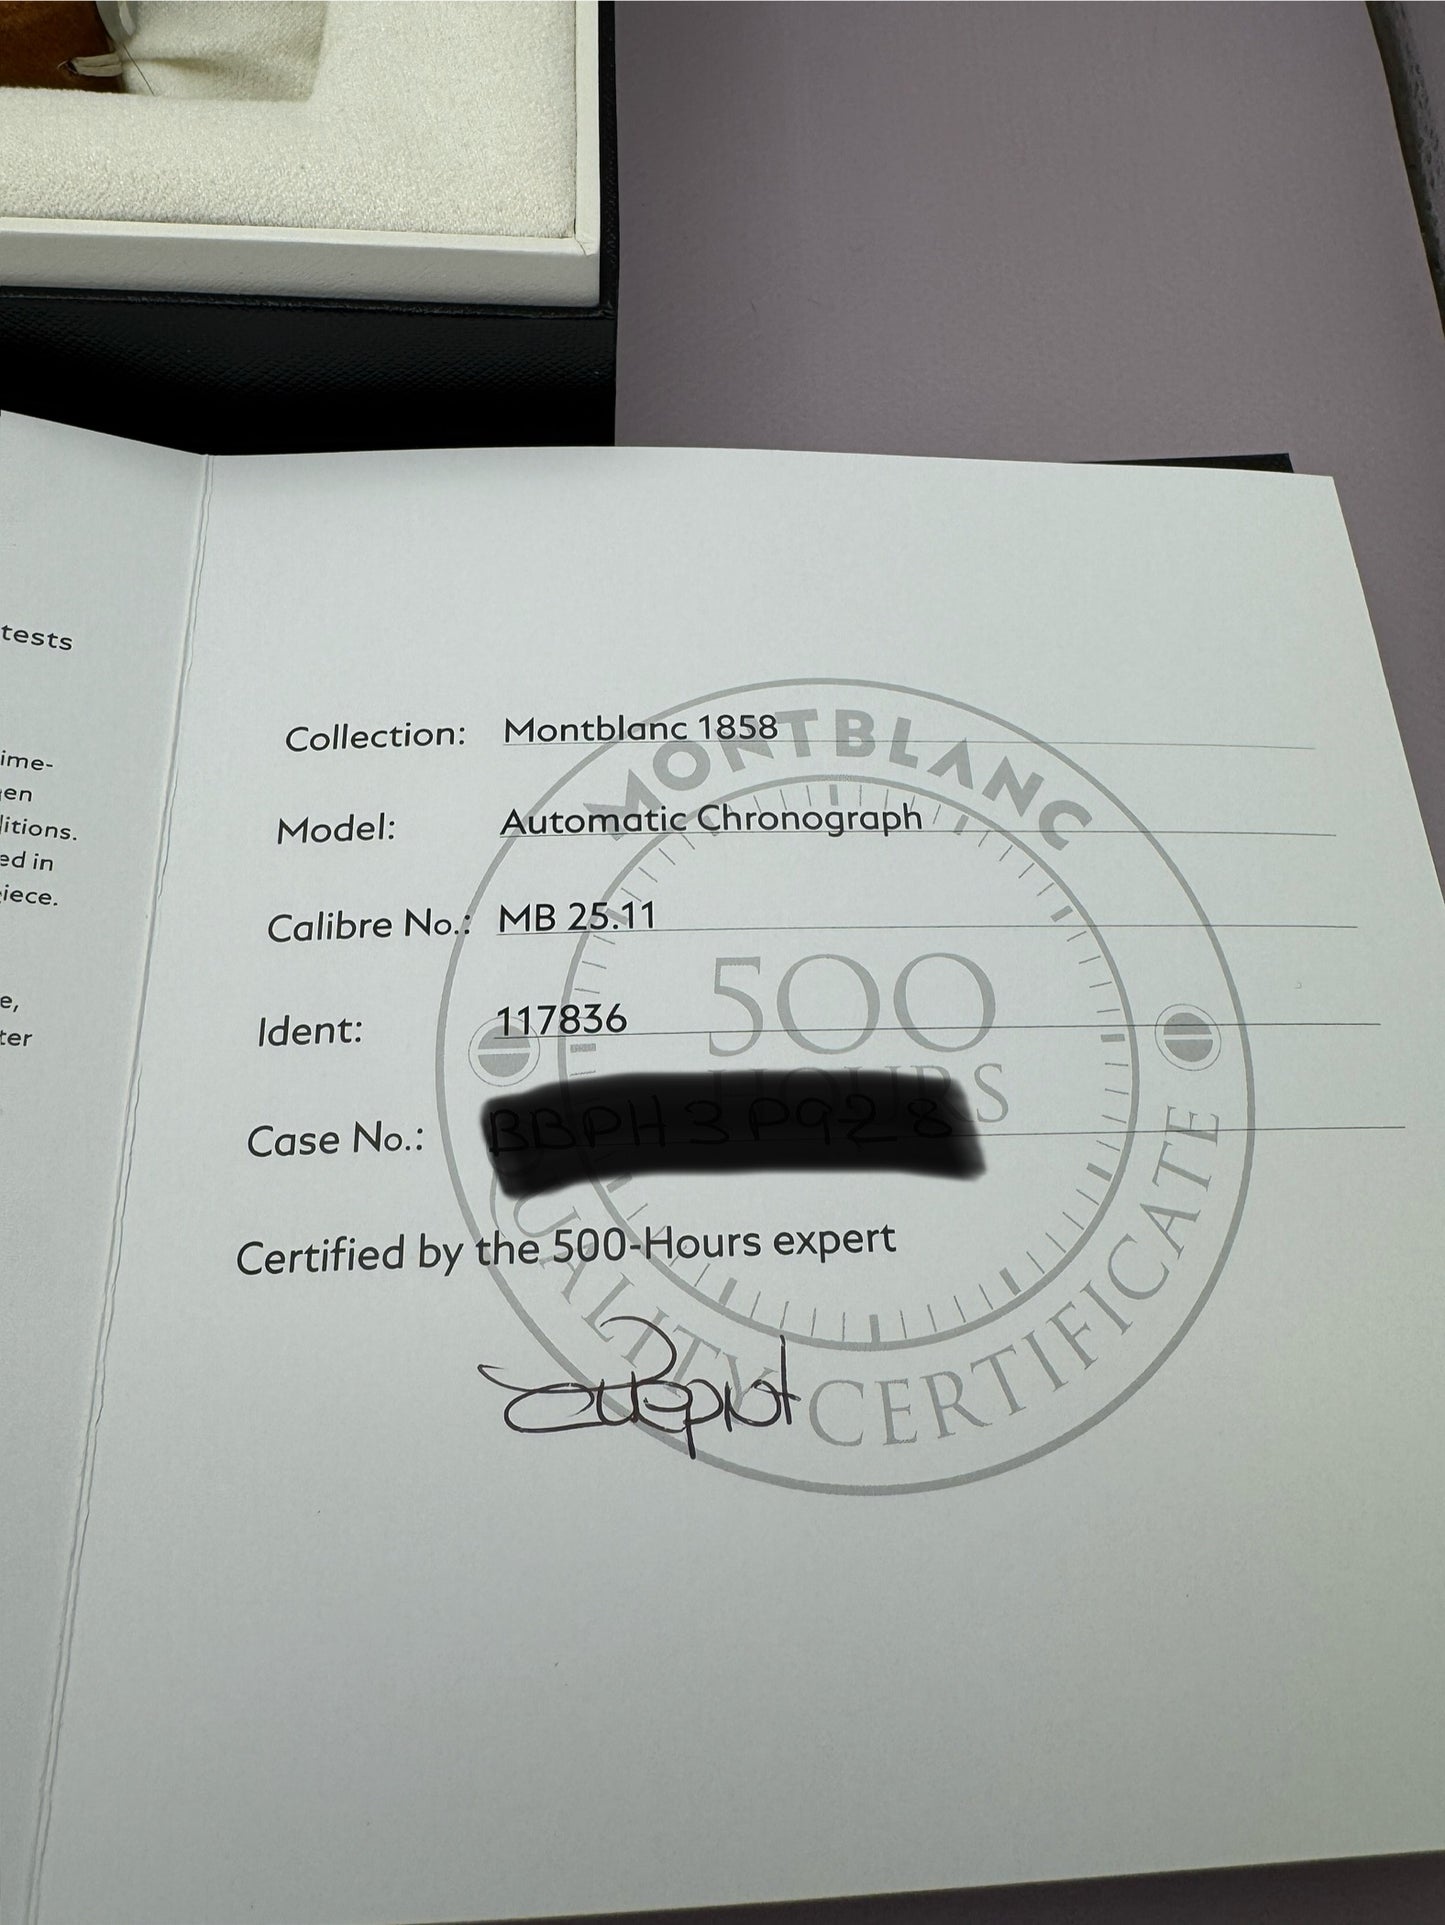 tests
ime-
en
litions.
ed in
iece.
e,
ter
Collection: Montblanc 1858
Model: Automatic Chronograph
Calibre No.: MB 25.11
Ident: 117836
Case No.:
Certified by the 500-Hours expert
MONTBLANC
500
HOURS
QUALITY CERTIFICATE